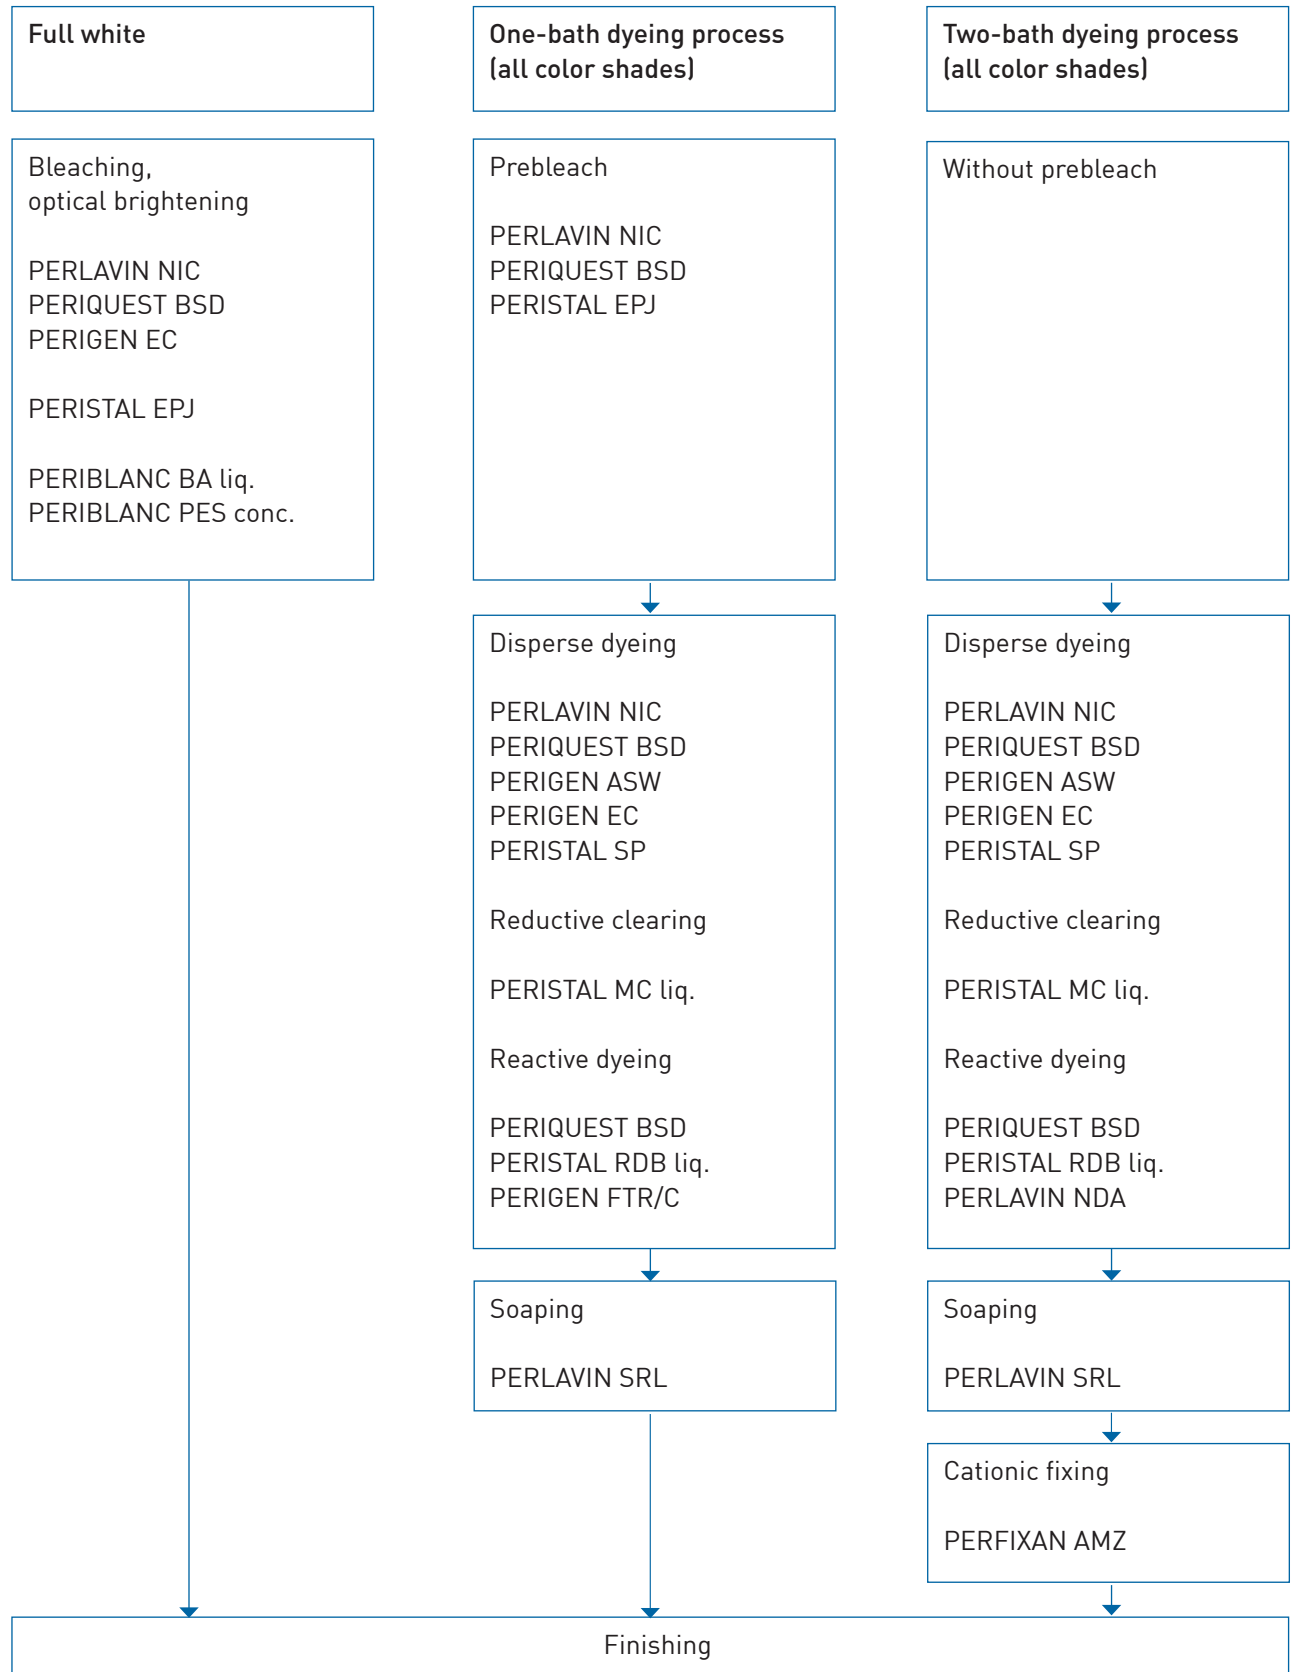 Full white
One-bath dyeing process
(all color shades)
Two-bath dyeing process
(all color shades)
Bleaching,
optical brightening
PERLAVIN NIC
PERIQUEST BSD
PERIGEN EC
PERISTAL EPJ
PERIBLANC BA liq.
PERIBLANC PES conc.
Prebleach
PERLAVIN NIC
PERIQUEST BSD
PERISTAL EPJ
Without prebleach
Disperse dyeing
PERLAVIN NIC
PERIQUEST BSD
PERIGEN ASW
PERIGEN EC
PERISTAL SP
Reductive clearing
PERISTAL MC liq.
Reactive dyeing
PERIQUEST BSD
PERISTAL RDB liq.
PERIGEN FTR/C
Disperse dyeing
PERLAVIN NIC
PERIQUEST BSD
PERIGEN ASW
PERIGEN EC
PERISTAL SP
Reductive clearing
PERISTAL MC liq.
Reactive dyeing
PERIQUEST BSD
PERISTAL RDB liq.
PERLAVIN NDA
Soaping
PERLAVIN SRL
Soaping
PERLAVIN SRL
Cationic fixing
PERFIXAN AMZ
Finishing